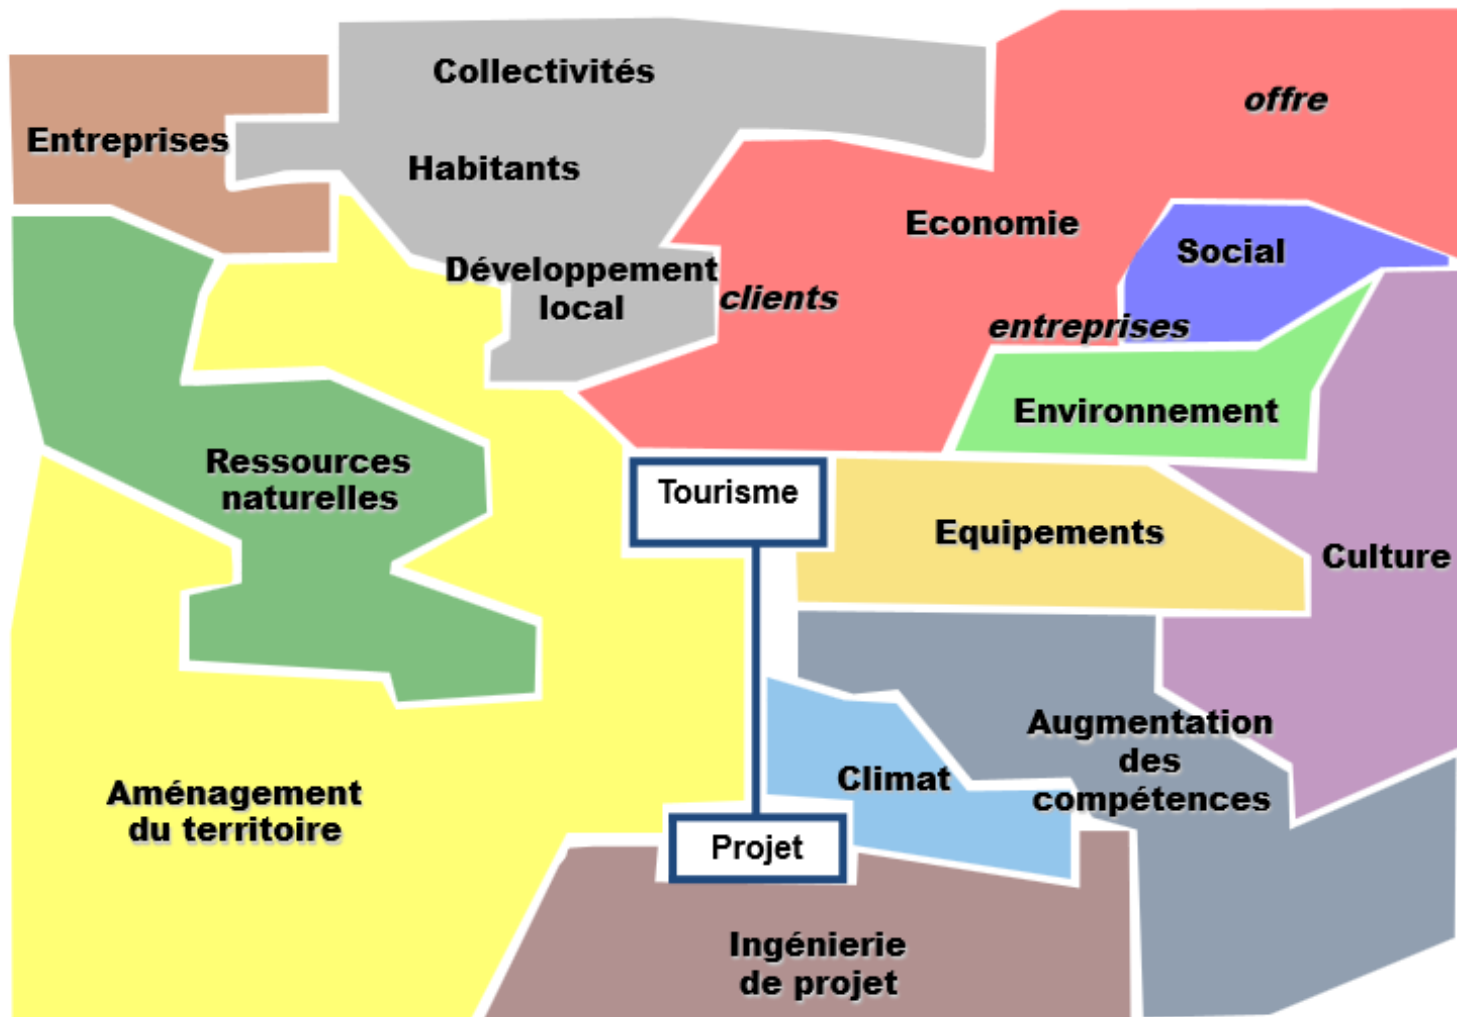 Collectivités
offre
Entreprises
Habitants
Economie
Social
Développement
local
clients
entreprises
Environnement
Ressources
naturelles
Tourisme
Equipements
Culture
Augmentation
des
compétences
Climat
Aménagement
du territoire
Projet
Ingénierie
de projet